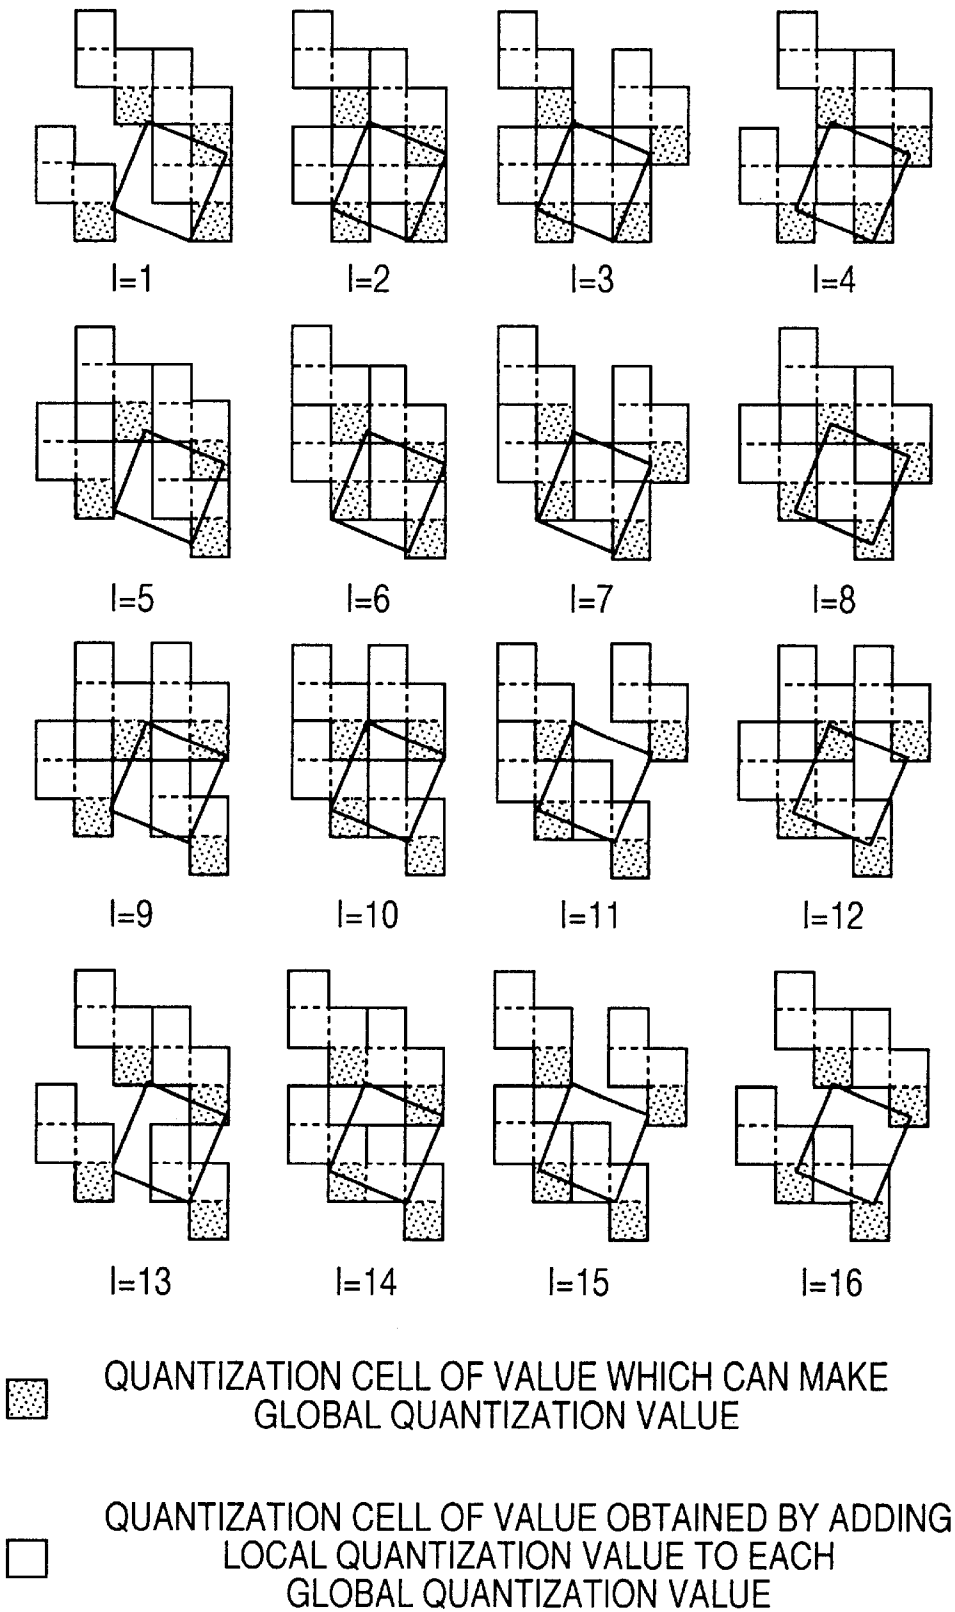 I=1
I=2
I=3
I=4
I=5
I=6
I=7
I=8
I=9
I=10
I=11
I=12
I=13
I=14
I=15
I=16
QUANTIZATION CELL OF VALUE WHICH CAN MAKE
GLOBAL QUANTIZATION VALUE
QUANTIZATION CELL OF VALUE OBTAINED BY ADDING
LOCAL QUANTIZATION VALUE TO EACH
GLOBAL QUANTIZATION VALUE